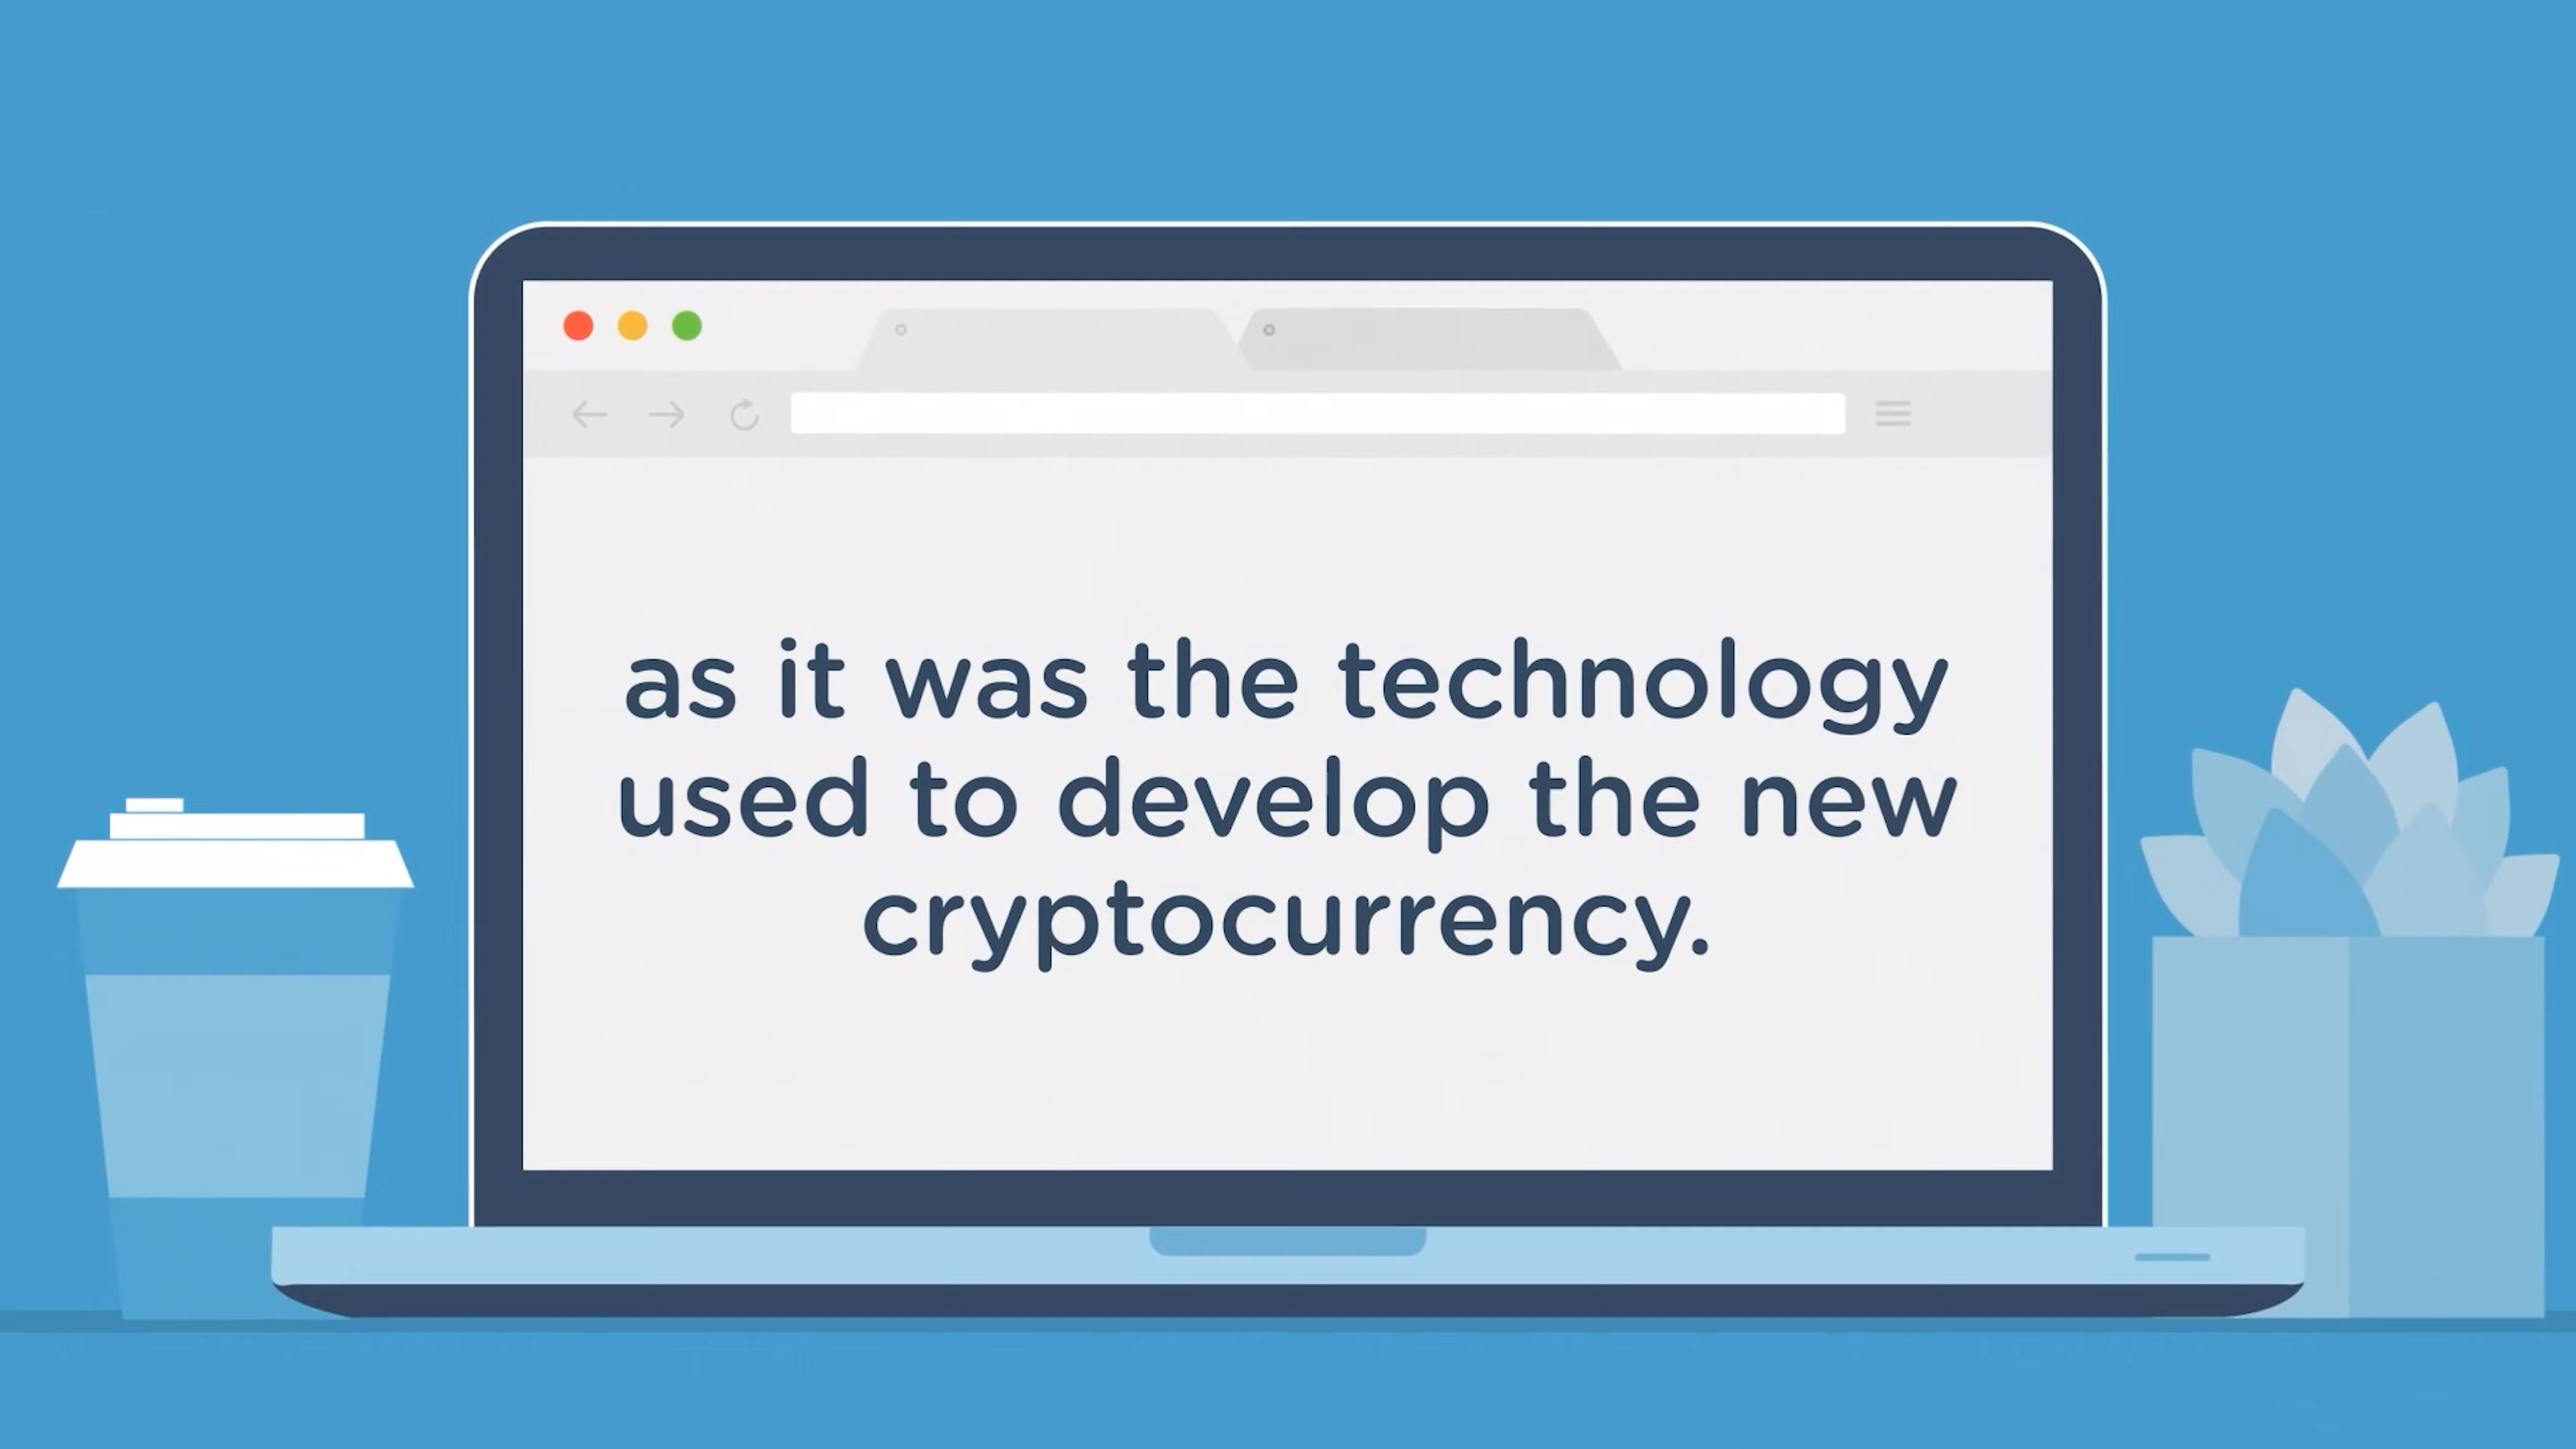 as it was the technology
used to develop the new
cryptocurrency.